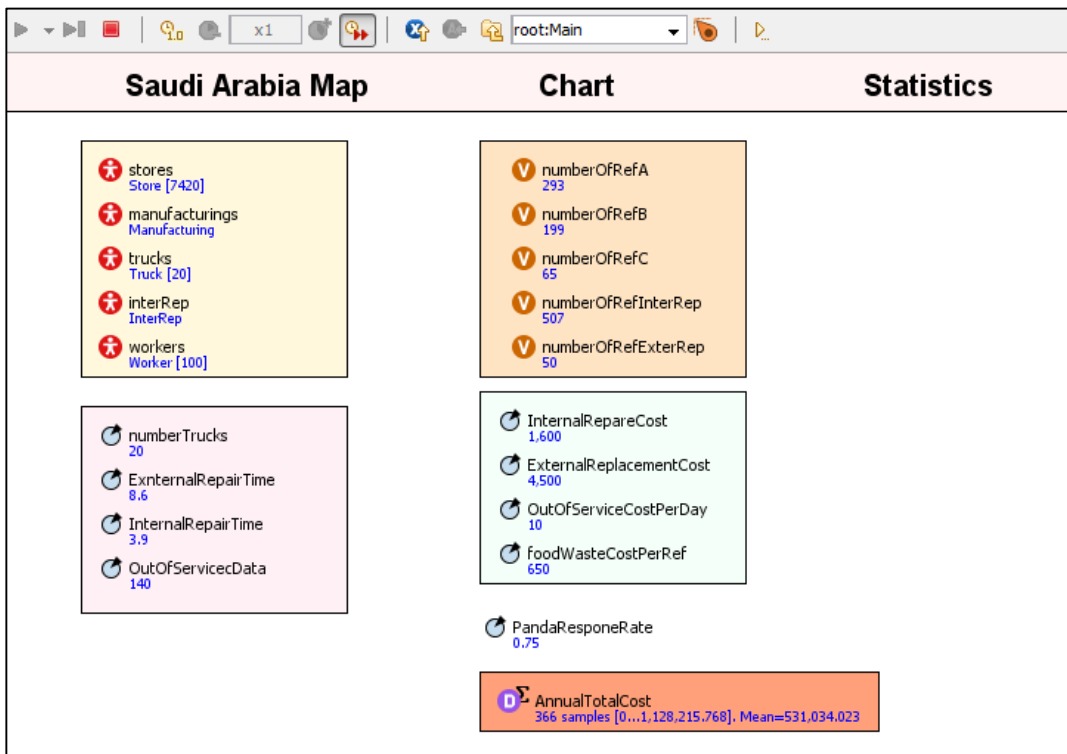 1.0
x1
root:Main
Saudi Arabia Map
Chart
Statistics
stores
Store [7420]
manufacturings
Manufacturing
trucks
Truck [20]
interRep
InterRep
workers
Worker [100]
numberOfRefA
293
numberOfRefB
199
numberOfRefC
65
numberOfRefInterRep
507
numberOfRefExterRep
50
numberTrucks
20
ExnternalRepairTime
8.6
InternalRepairTime
3.9
OutOfServicecData
140
InternalRepareCost
1,600
ExternalReplacementCost
4,500
OutOfServiceCostPerDay
10
foodWasteCostPerRef
650
PandaResponeRate
0.75
AnnualTotalCost
366 samples [0...1,128,215.768]. Mean=531,034.023